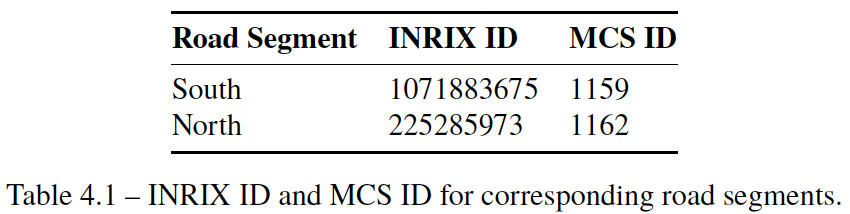 Road Segment INRIX ID MCS ID
South 1071883675 1159
North 225285973 1162
Table 4.1 – INRIX ID and MCS ID for corresponding road segments.